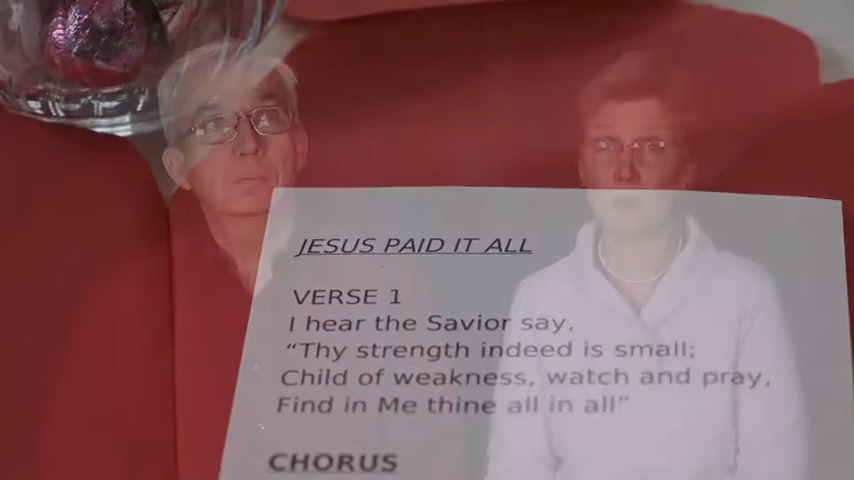 JESUS PAID IT ALL
VERSE 1
I hear the Savior say,
“Thy strength indeed is small;
Child of weakness, watch and pray,
Find in Me thine all in all”
CHORUS